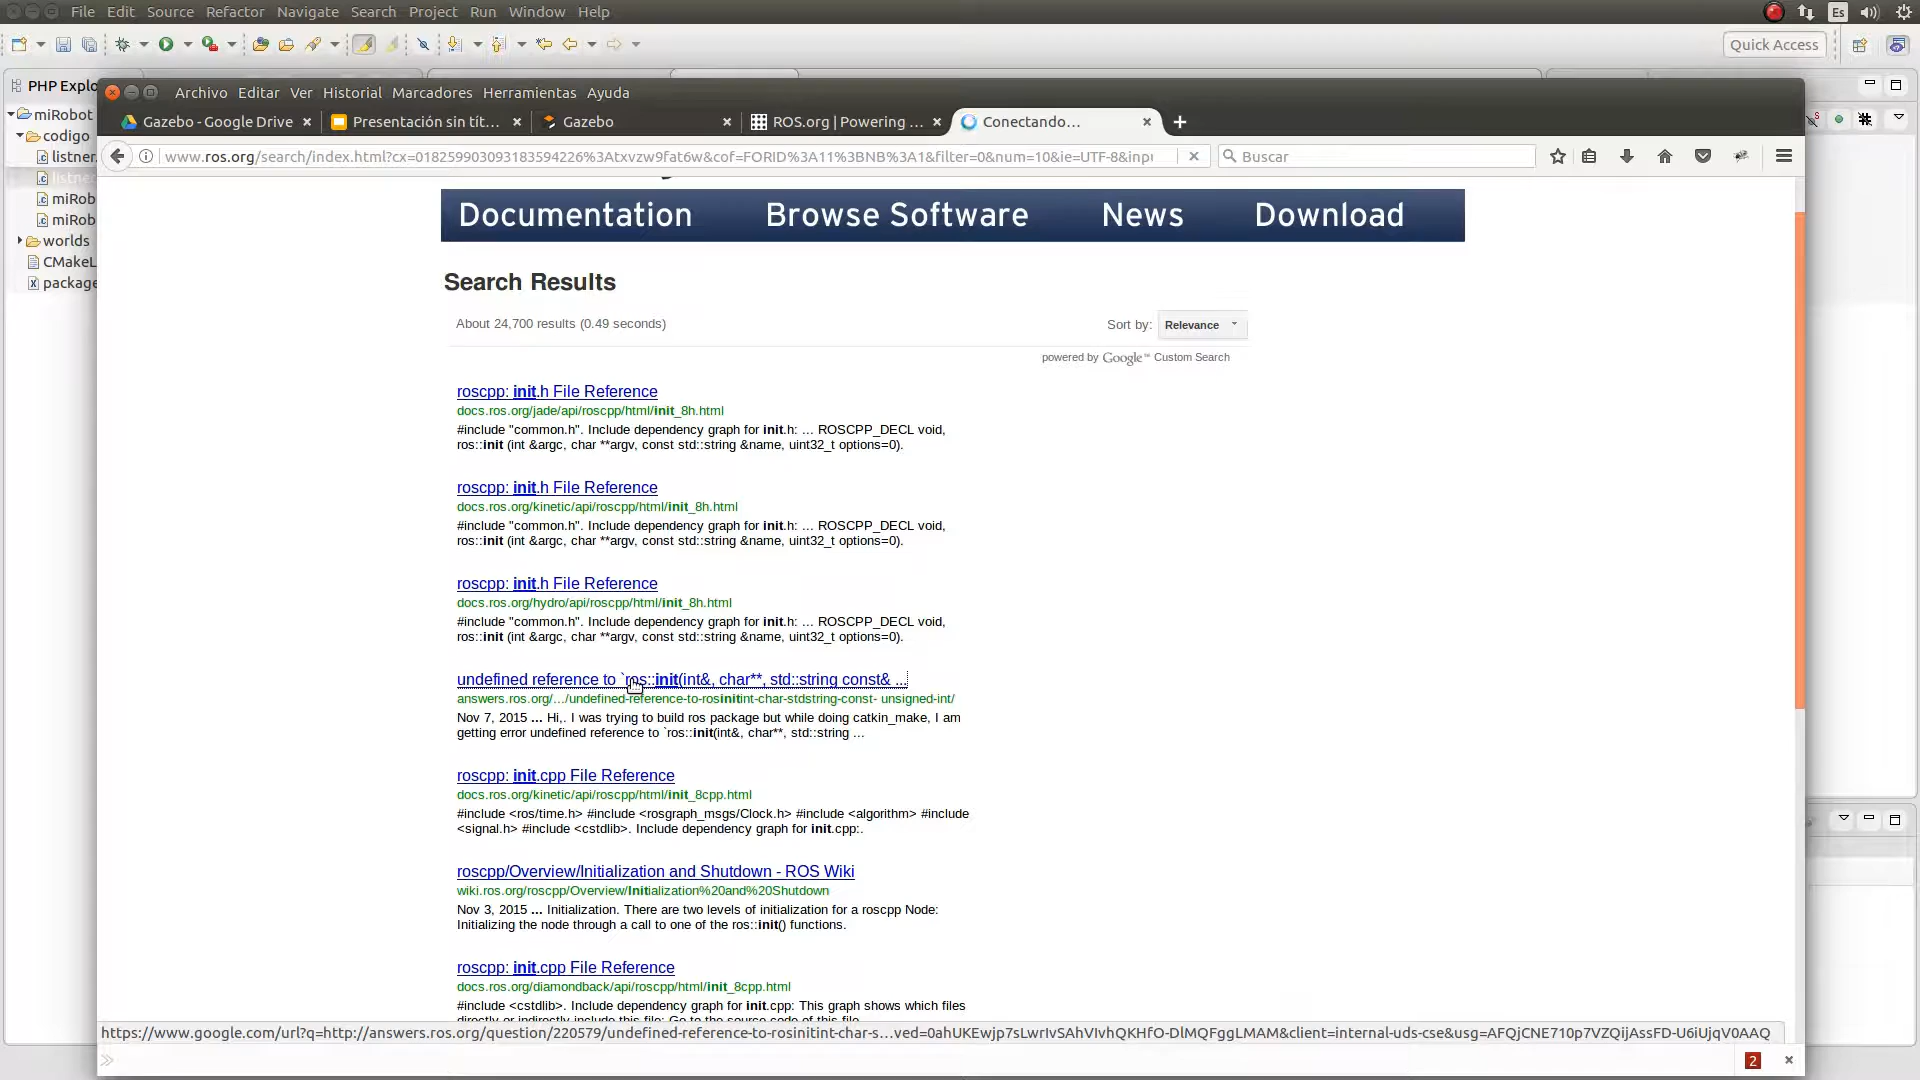 File Edit Source Refactor Navigate Search Project Run Window Help
Es
Quick Access
PHP Explo
miRobot
codigo
listner.
listner
miRob
miRob
worlds
CMakeL
package
Archivo Editar Ver Historial Marcadores Herramientas Ayuda
Gazebo - Google Drive
Presentación sin tít...
Gazebo
ROS.org | Powering ...
Conectando...
www.ros.org/search/index.html?cx=018259903093183594226%3Atxvzw9fat6w&cof=FORID%3A11%3BNB%3A1&filter=0&num=10&ie=UTF-8&inpu
Buscar
Documentation Browse Software News Download
Search Results
About 24,700 results (0.49 seconds)
Sort by: Relevance
powered by Google™ Custom Search
roscpp: init.h File Reference
docs.ros.org/jade/api/roscpp/html/init_8h.html
#include "common.h". Include dependency graph for init.h: ... ROSCPP_DECL void,
ros::init (int &argc, char **argv, const std::string &name, uint32_t options=0).
roscpp: init.h File Reference
docs.ros.org/kinetic/api/roscpp/html/init_8h.html
#include "common.h". Include dependency graph for init.h: ... ROSCPP_DECL void,
ros::init (int &argc, char **argv, const std::string &name, uint32_t options=0).
roscpp: init.h File Reference
docs.ros.org/hydro/api/roscpp/html/init_8h.html
#include "common.h". Include dependency graph for init.h: ... ROSCPP_DECL void,
ros::init (int &argc, char **argv, const std::string &name, uint32_t options=0).
undefined reference to `ros::init(int&, char**, std::string const& ...
answers.ros.org/.../undefined-reference-to-rosinitint-char-stdstring-const- unsigned-int/
Nov 7, 2015 ... Hi,. I was trying to build ros package but while doing catkin_make, I am
getting error undefined reference to `ros::init(int&, char**, std::string ...
roscpp: init.cpp File Reference
docs.ros.org/kinetic/api/roscpp/html/init_8cpp.html
#include <ros/time.h> #include <rosgraph_msgs/Clock.h> #include <algorithm> #include
<signal.h> #include <cstdlib>. Include dependency graph for init.cpp:.
roscpp/Overview/Initialization and Shutdown - ROS Wiki
wiki.ros.org/roscpp/Overview/Initialization%20and%20Shutdown
Nov 3, 2015 ... Initialization. There are two levels of initialization for a roscpp Node:
Initializing the node through a call to one of the ros::init() functions.
roscpp: init.cpp File Reference
docs.ros.org/diamondback/api/roscpp/html/init_8cpp.html
#include <cstdlib>. Include dependency graph for init.cpp: This graph shows which files
directly or indirectly include this file: Go to the source code of this file.
https://www.google.com/url?q=http://answers.ros.org/question/220579/undefined-reference-to-rosinitint-char-s...ved=0ahUKEwjp7sLwrIvSAhVIvhQKHfO-DlMQFggLMAM&client=internal-uds-cse&usg=AFQjCNE710p7VZQijAssFD-U6iUjqV0AAQ
2